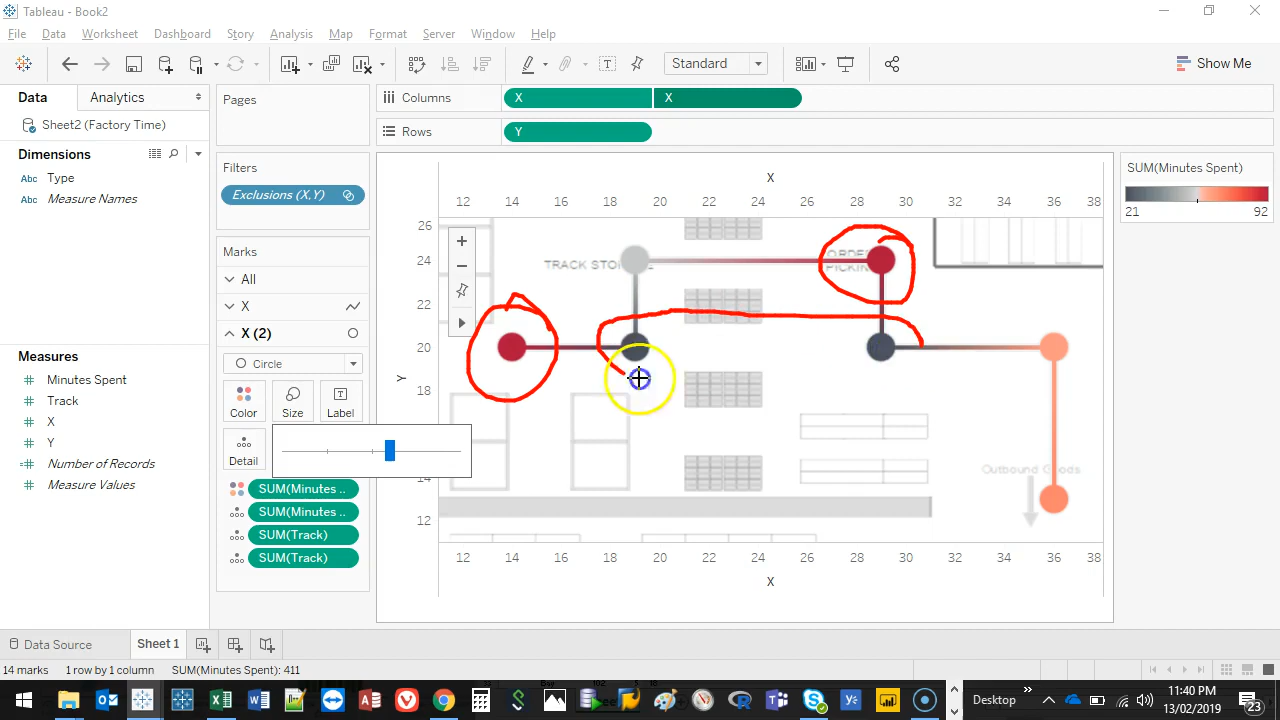 Tableau - Book2
File Data Worksheet Dashboard Story Analysis Map Format Server Window Help
Standard
Show Me
Data Analytics
Pages
Columns X X
Sheet2 (Factory Time)
Rows Y
Dimensions
Filters
Abc Type
Abc Measure Names
Exclusions (X,Y)
SUM(Minutes Spent)
21 92
X
12 14 16 18 20 22 24 26 28 30 32 34 36 38
26
24
22
20
18
14
12
Y
Marks
All
X
X (2)
Circle
Color Size Label
Detail
SUM(Minutes ..
SUM(Minutes ..
SUM(Track)
SUM(Track)
Measures
Minutes Spent
Track
X
Y
Number of Records
Measure Values
Outbound Goods
12 14 16 18 20 22 24 26 28 30 32 34 36 38
X
Data Source Sheet 1
14 marks 1 row by 1 column SUM(Minutes Spent): 411
Desktop
11:40 PM
13/02/2019
23